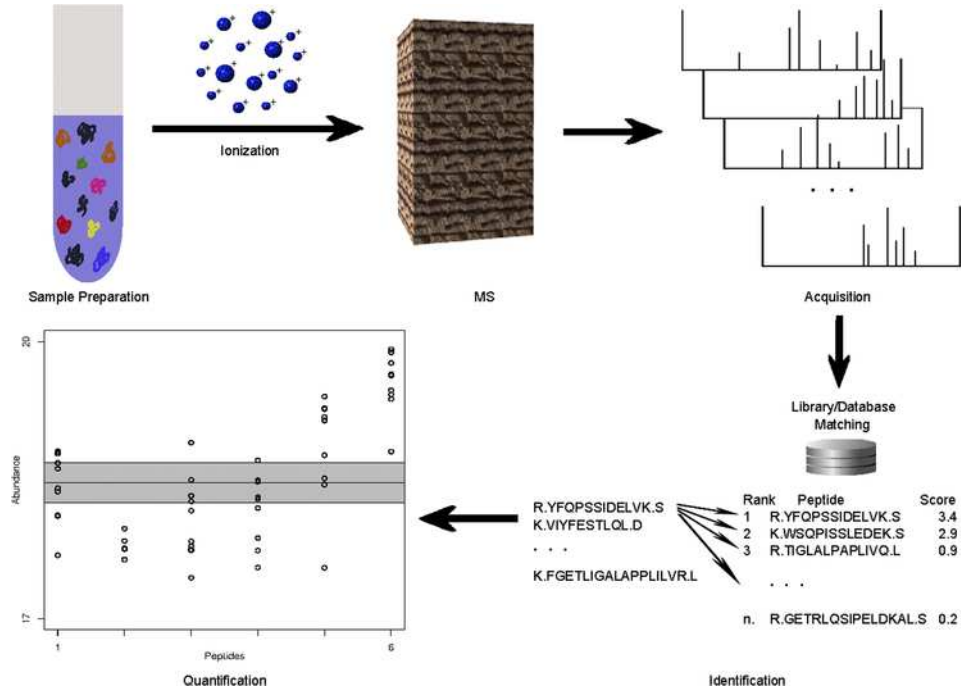 + + + + + + + + + + + + + +
Ionization
Sample Preparation
MS
. . .
Acquisition
Library/Database
Matching
Rank Peptide Score
1 R.YFQPSSIDELVK.S 3.4
2 K.WSQPISSLEDEK.S 2.9
3 R.TIGLALPAPLIVQ.L 0.9
. . .
n. R.GETRLQSIPELDKAL.S 0.2
R.YFQPSSIDELVK.S
K.VIYFESTLQL.D
. . .
K.FGETLIGALAPPLILVR.L
Identification
20
Abundance
17
1 6
Peptides
Quantification